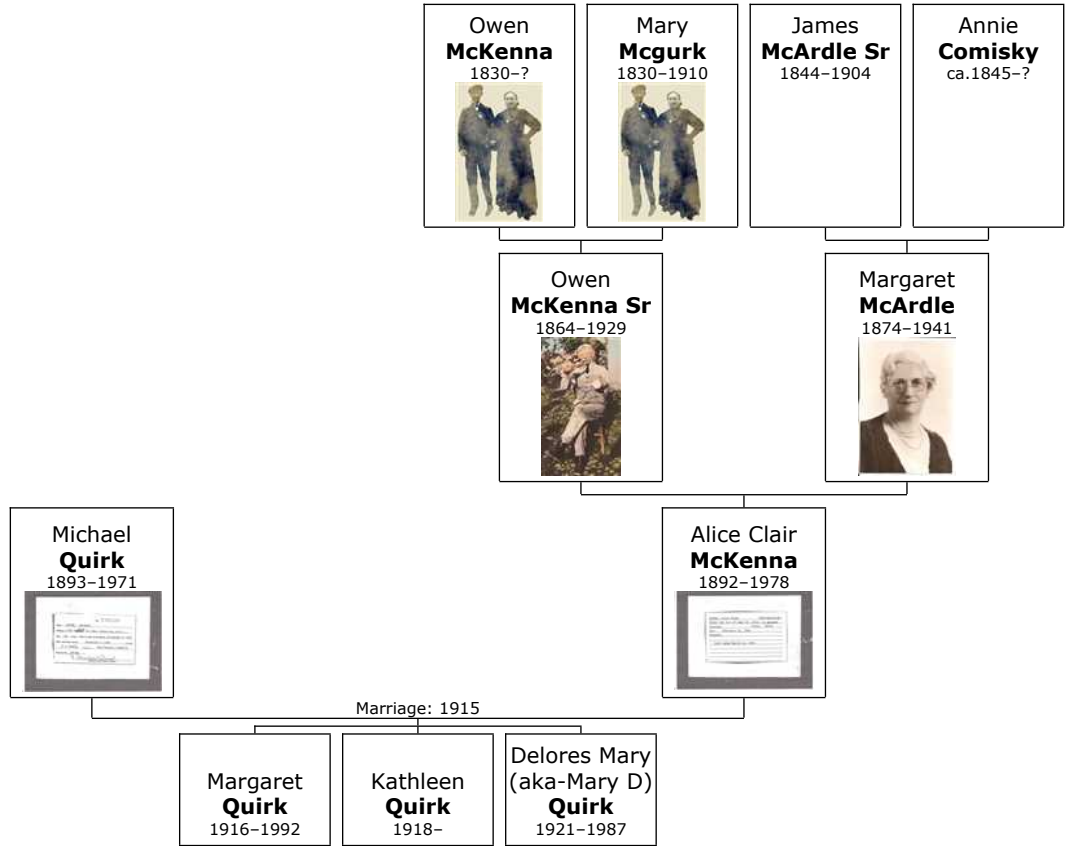 Owen
McKenna
1830–?
Mary
Mcgurk
1830–1910
James
McArdle Sr
1844–1904
Annie
Comisky
ca.1845–?
Owen
McKenna Sr
1864–1929
Margaret
McArdle
1874–1941
Michael
Quirk
1893–1971
Alice Clair
McKenna
1892–1978
Marriage: 1915
Margaret
Quirk
1916–1992
Kathleen
Quirk
1918–
Delores Mary
(aka-Mary D)
Quirk
1921–1987